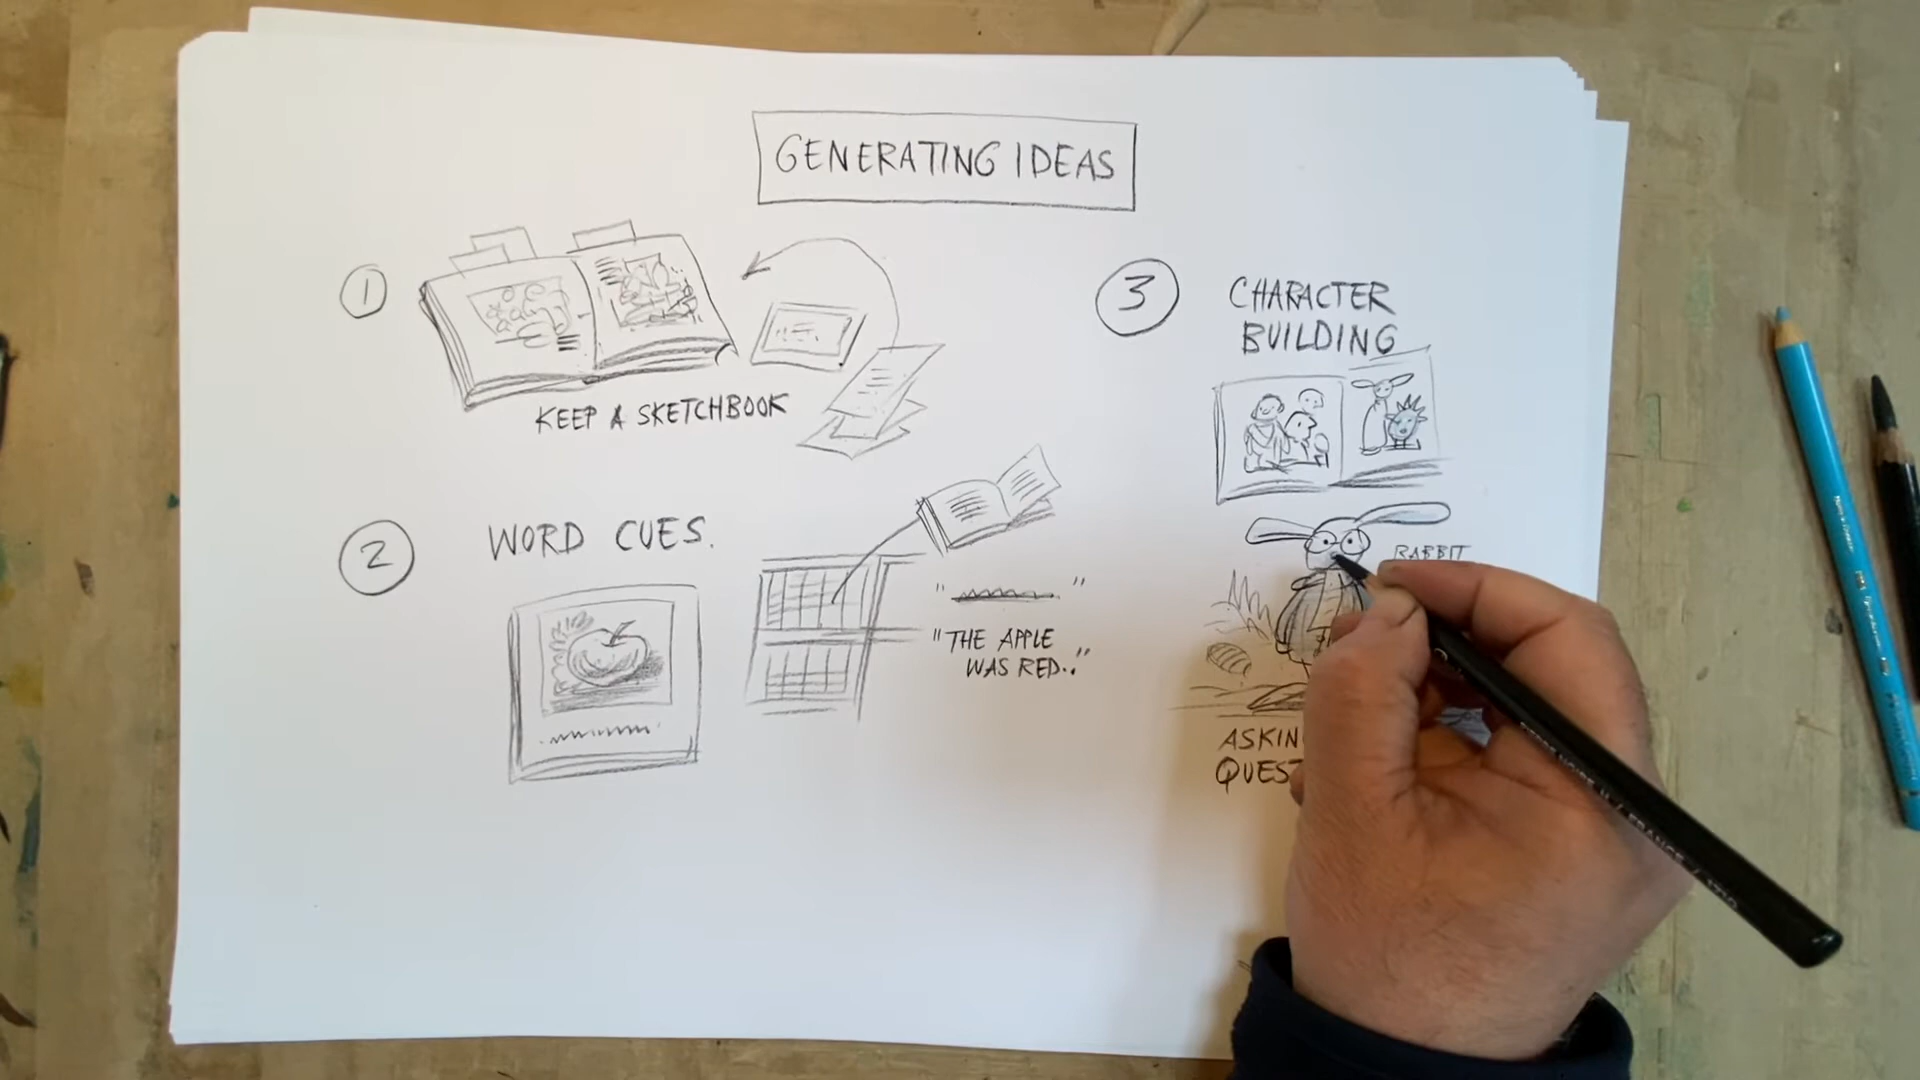 GENERATING IDEAS
1
KEEP A SKETCHBOOK
2
WORD CUES.
"THE APPLE
WAS RED.."
3
CHARACTER
BUILDING
RABBIT
ASKIN
QUEST